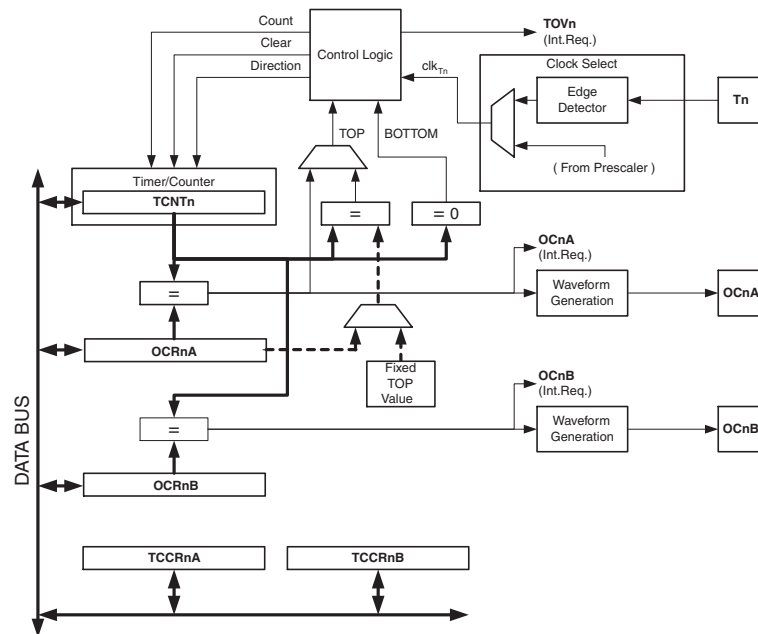 Count
Clear
Direction
Control Logic
TOVn
(Int.Req.)
clkTn
Clock Select
Edge
Detector
Tn
( From Prescaler )
TOP
BOTTOM
Timer/Counter
TCNTn
=
= 0
OCnA
(Int.Req.)
=
Waveform
Generation
OCnA
OCRnA
Fixed
TOP
Value
OCnB
(Int.Req.)
=
Waveform
Generation
OCnB
OCRnB
DATA BUS
TCCRnA
TCCRnB